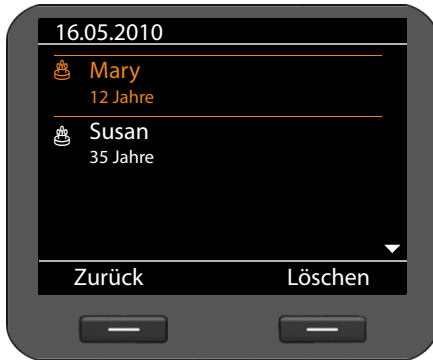 16.05.2010
Mary
12 Jahre
Susan
35 Jahre
Zurück Löschen